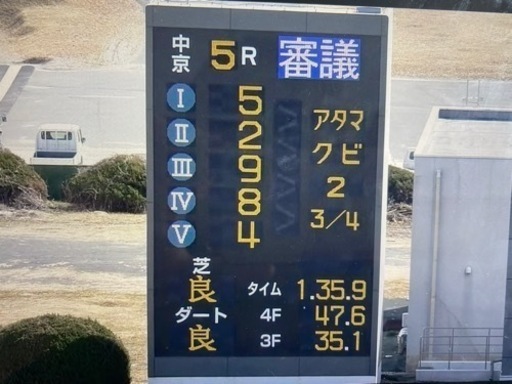 中京 5R 審議
Ⅰ 5
アタマ
Ⅱ 2
クビ
Ⅲ 9
2
Ⅳ 8
3/4
Ⅴ 4
芝
良 タイム 1.35.9
ダート 4F 47.6
良 3F 35.1